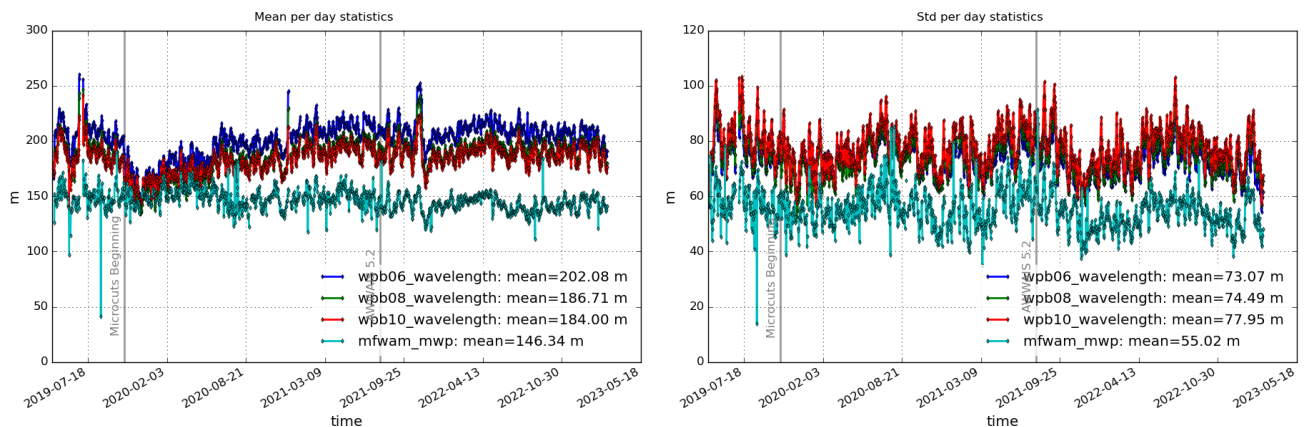 Mean per day statistics
300
250
200
150
100
50
0
m
Microcuts Beginning
AWWAIS 5.2
wpb06_wavelength: mean=202.08 m
wpb08_wavelength: mean=186.71 m
wpb10_wavelength: mean=184.00 m
mfwam_mwp: mean=146.34 m
2019-07-18
2020-02-03
2020-08-21
2021-03-09
2021-09-25
2022-04-13
2022-10-30
2023-05-18
time
Std per day statistics
120
100
80
60
40
20
0
m
Microcuts Beginning
AWWAIS 5.2
wpb06_wavelength: mean=73.07 m
wpb08_wavelength: mean=74.49 m
wpb10_wavelength: mean=77.95 m
mfwam_mwp: mean=55.02 m
2019-07-18
2020-02-03
2020-08-21
2021-03-09
2021-09-25
2022-04-13
2022-10-30
2023-05-18
time